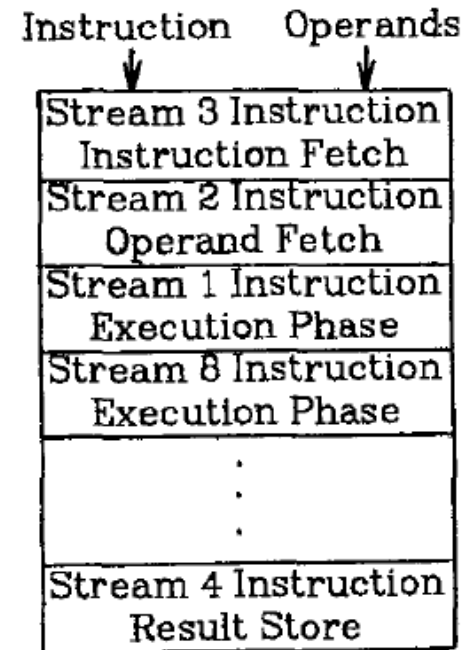 Instruction Operands
Stream 3 Instruction
Instruction Fetch
Stream 2 Instruction
Operand Fetch
Stream 1 Instruction
Execution Phase
Stream 8 Instruction
Execution Phase
.
.
.
Stream 4 Instruction
Result Store